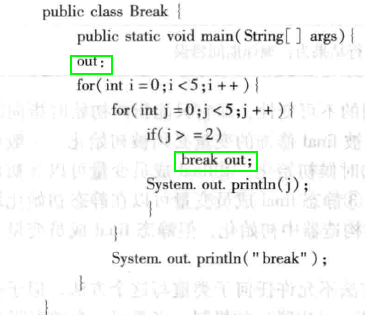 public class Break {
public static void main(String[ ] args){
out:
for(int i=0;i<5;i++){
for(int j=0;j<5;j++){
if(j>=2)
break out;
System. out. println(j);
}
}
System. out. println("break");
}
}